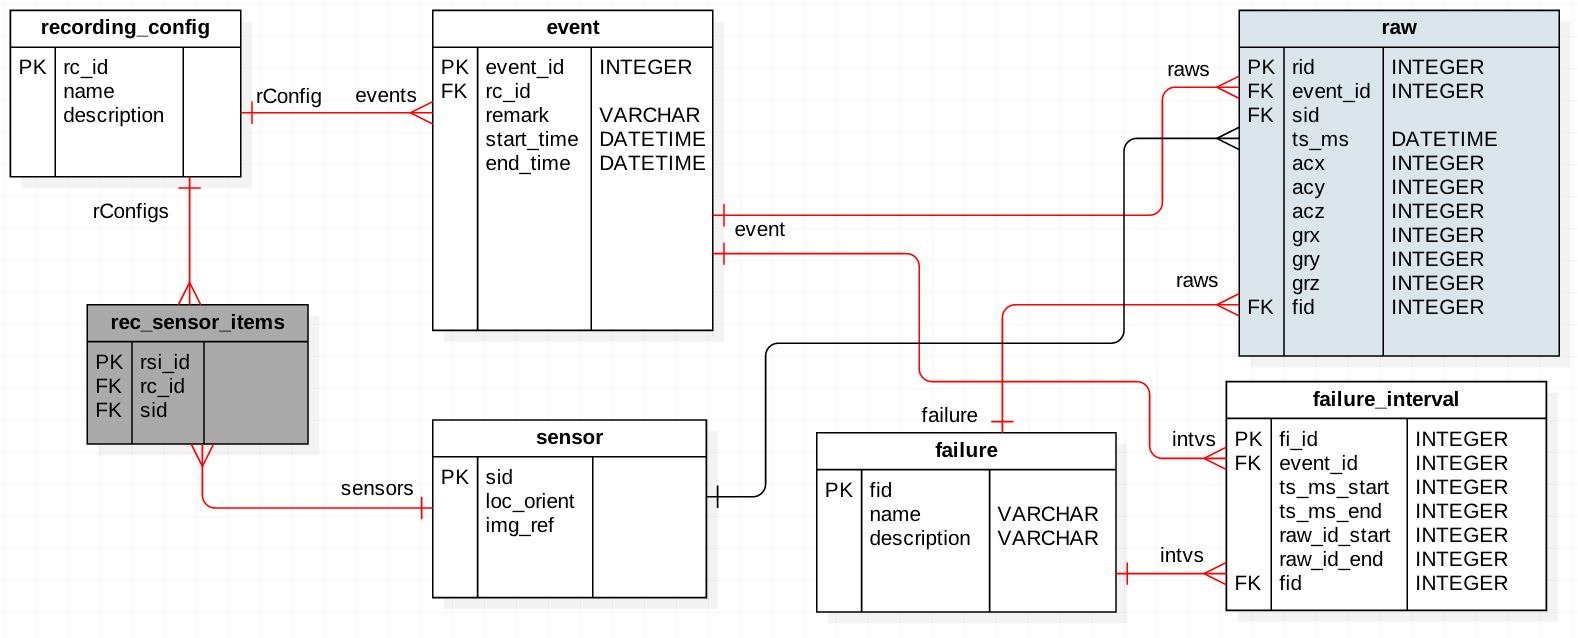 recording_config
PK rc_id
name
description
rConfig events
rConfigs
event
PK event_id INTEGER
FK rc_id
remark VARCHAR
start_time DATETIME
end_time DATETIME
raws
event
raws
raw
PK rid INTEGER
FK event_id INTEGER
FK sid
ts_ms DATETIME
acx INTEGER
acy INTEGER
acz INTEGER
grx INTEGER
gry INTEGER
grz INTEGER
FK fid INTEGER
rec_sensor_items
PK rsi_id
FK rc_id
FK sid
sensors
sensor
PK sid
loc_orient
img_ref
failure
failure
PK fid
name VARCHAR
description VARCHAR
intvs
intvs
failure_interval
PK fi_id INTEGER
FK event_id INTEGER
ts_ms_start INTEGER
ts_ms_end INTEGER
raw_id_start INTEGER
raw_id_end INTEGER
FK fid INTEGER